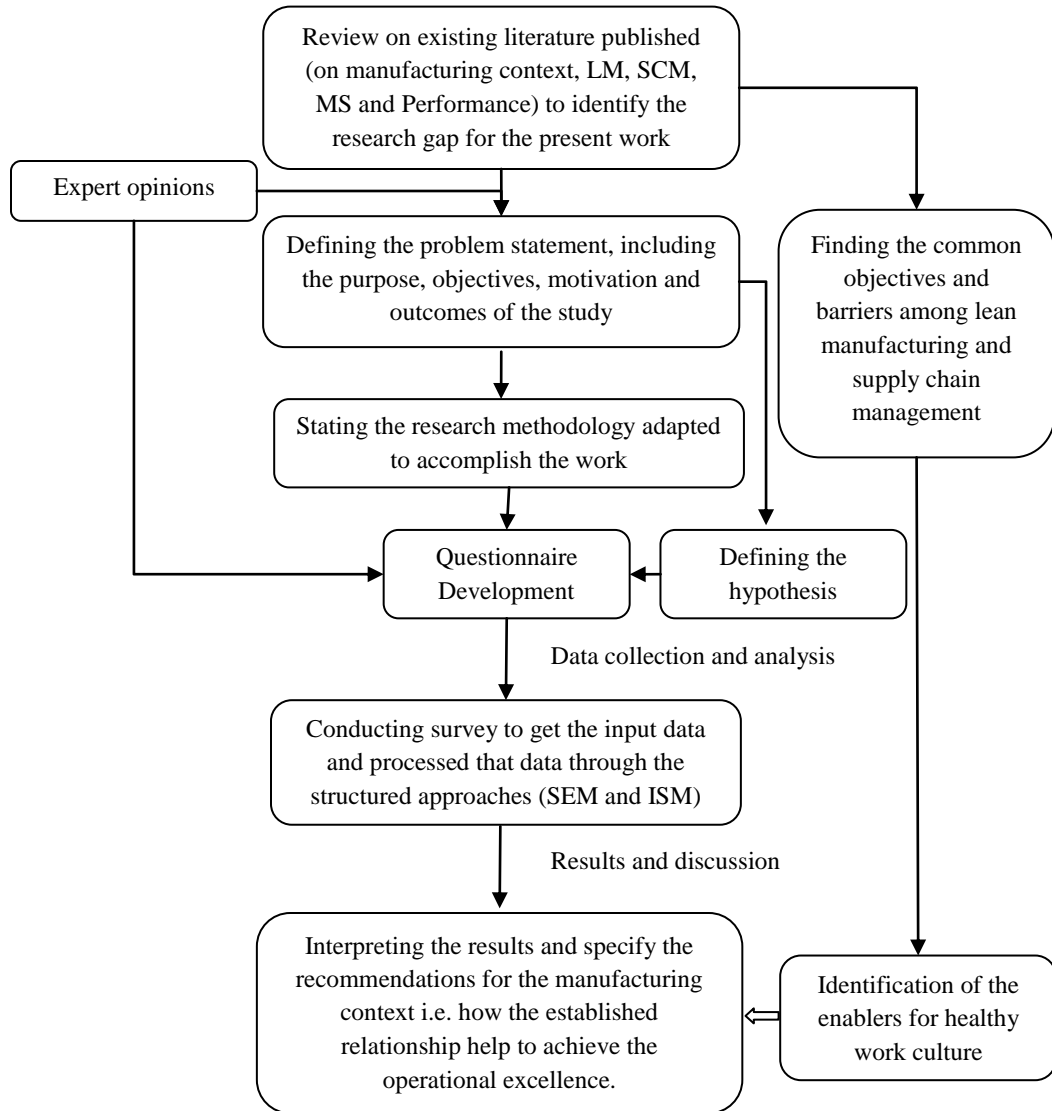 Review on existing literature published
(on manufacturing context, LM, SCM,
MS and Performance) to identify the
research gap for the present work
Expert opinions
Defining the problem statement, including
the purpose, objectives, motivation and
outcomes of the study
Finding the common
objectives and
barriers among lean
manufacturing and
supply chain
management
Stating the research methodology adapted
to accomplish the work
Questionnaire
Development
Defining the
hypothesis
Data collection and analysis
Conducting survey to get the input data
and processed that data through the
structured approaches (SEM and ISM)
Results and discussion
Interpreting the results and specify the
recommendations for the manufacturing
context i.e. how the established
relationship help to achieve the
operational excellence.
Identification of the
enablers for healthy
work culture